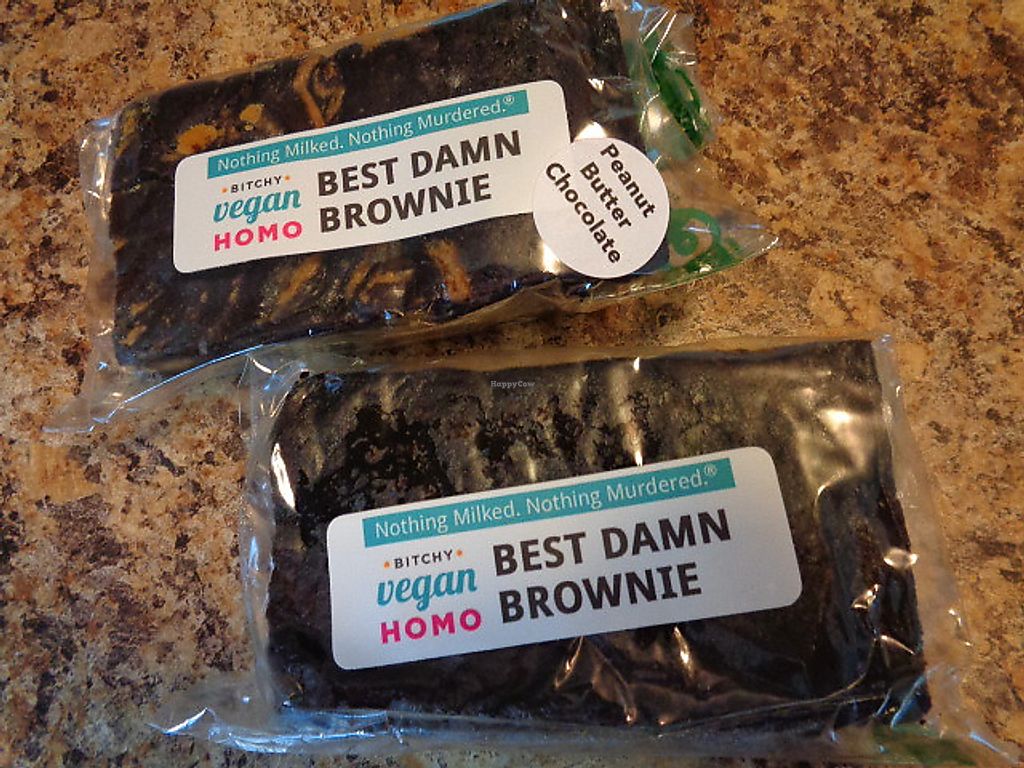 Nothing Milked. Nothing Murdered.®
•BITCHY•
vegan
HOMO
BEST DAMN
BROWNIE
Peanut
Butter
Chocolate
HappyCow
Nothing Milked. Nothing Murdered.®
•BITCHY•
vegan
HOMO
BEST DAMN
BROWNIE